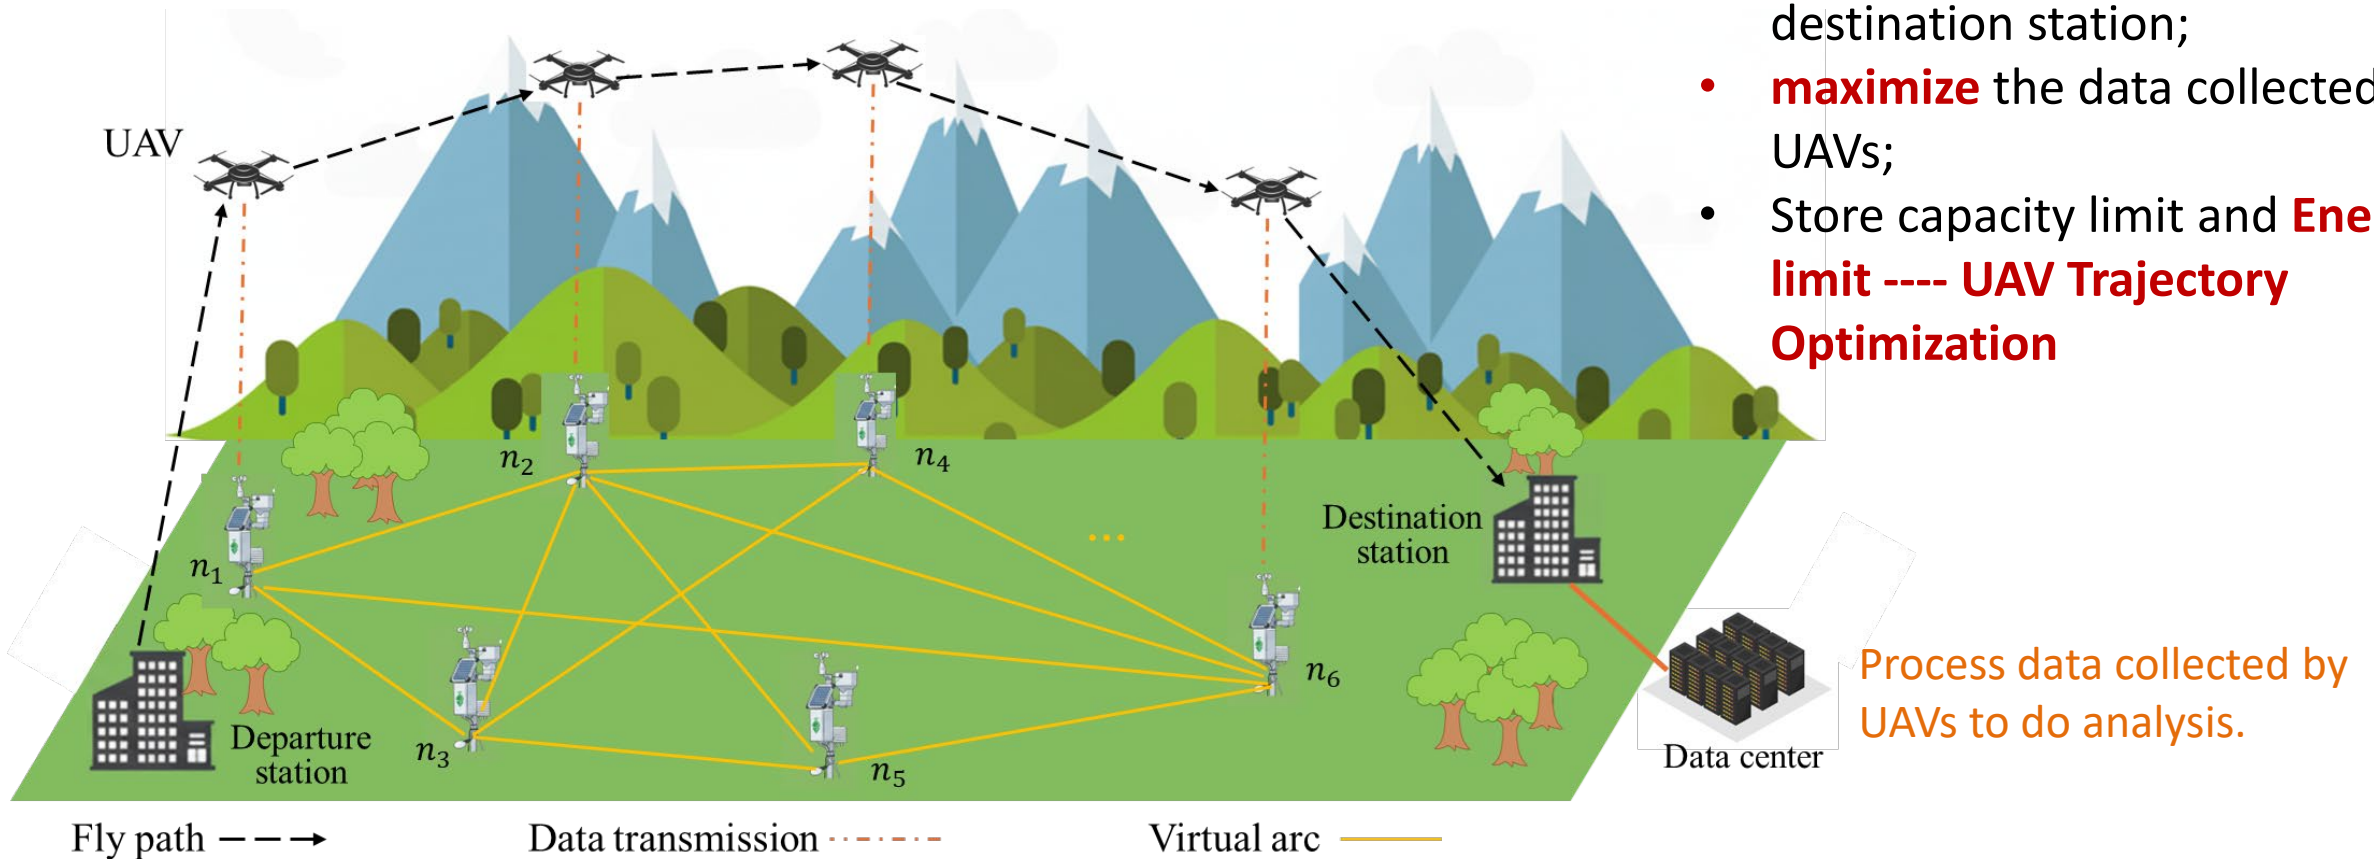 destination station;
• maximize the data collected
UAVs;
• Store capacity limit and Ene
limit ---- UAV Trajectory
Optimization
UAV
n2
n4
n1
Destination
station
n6
Process data collected by
UAVs to do analysis.
Departure
station
n3
n5
Data center
...
Fly path
Data transmission
Virtual arc